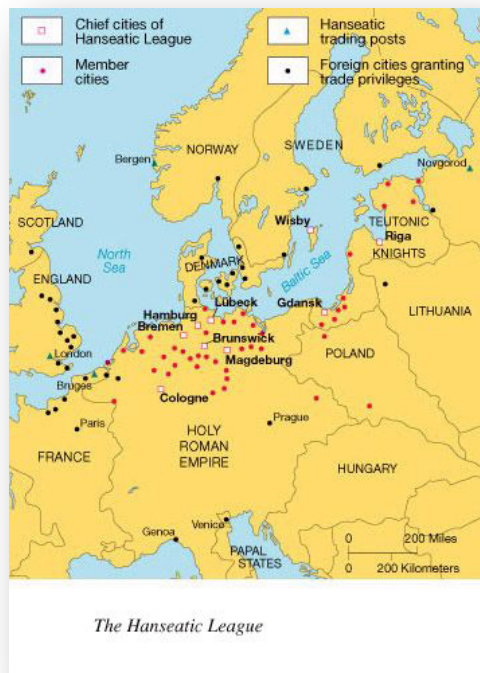 Chief cities of
Hanseatic League
Member
cities
Hanseatic
trading posts
Foreign cities granting
trade privileges
NORWAY
SWEDEN
Bergen
Novgorod
SCOTLAND
Wisby
TEUTONIC
Riga
KNIGHTS
North
Sea
DENMARK
Baltic Sea
ENGLAND
Lübeck
Gdansk
LITHUANIA
Hamburg
Bremen
London
Brunswick
POLAND
Magdeburg
Bruges
Cologne
Paris
Prague
HOLY
ROMAN
EMPIRE
FRANCE
HUNGARY
Genoa
Venice
PAPAL
STATES
0 200 Miles
0 200 Kilometers
The Hanseatic League